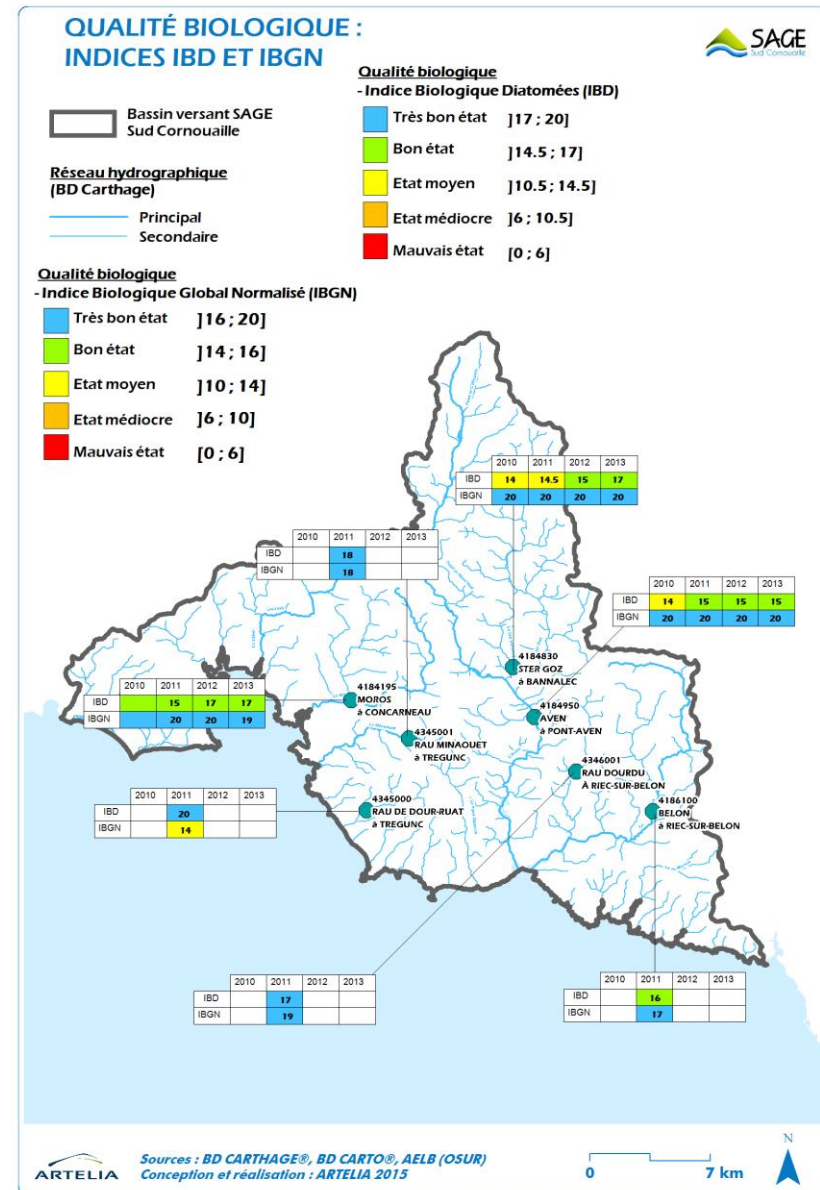 QUALITÉ BIOLOGIQUE :
INDICES IBD ET IBGN
SAGE
Sud Cornouaille
Bassin versant SAGE
Sud Cornouaille
Réseau hydrographique
(BD Carthage)
Principal
Secondaire
Qualité biologique
- Indice Biologique Diatomées (IBD)
Très bon état ]17 ; 20]
Bon état ]14.5 ; 17]
Etat moyen ]10.5 ; 14.5]
Etat médiocre ]6 ; 10.5]
Mauvais état [0 ; 6]
Qualité biologique
- Indice Biologique Global Normalisé (IBGN)
Très bon état ]16 ; 20]
Bon état ]14 ; 16]
Etat moyen ]10 ; 14]
Etat médiocre ]6 ; 10]
Mauvais état [0 ; 6]
2010 2011 2012 2013
IBD 14 14.5 15 17
IBGN 20 20 20 20
2010 2011 2012 2013
IBD 18
IBGN 18
2010 2011 2012 2013
IBD 14 15 15 15
IBGN 20 20 20 20
4184830
STER GOZ
à BANNALEC
2010 2011 2012 2013
IBD 15 17 17
IBGN 20 20 19
4184195
MOROS
à CONCARNEAU
4184950
AVEN
à PONT-AVEN
4345001
RAU MINAOUET
à TREGUNC
4346001
RAU DOURDU
À RIEC-SUR-BELON
2010 2011 2012 2013
IBD 20
IBGN 14
4345000
RAU DE DOUR-RUAT
à TREGUNC
4186100
BELON
à RIEC-SUR-BELON
2010 2011 2012 2013
IBD 17
IBGN 19
2010 2011 2012 2013
IBD 16
IBGN 17
ARTELIA
Sources : BD CARTHAGE®, BD CARTO®, AELB (OSUR)
Conception et réalisation : ARTELIA 2015
0 7 km
N